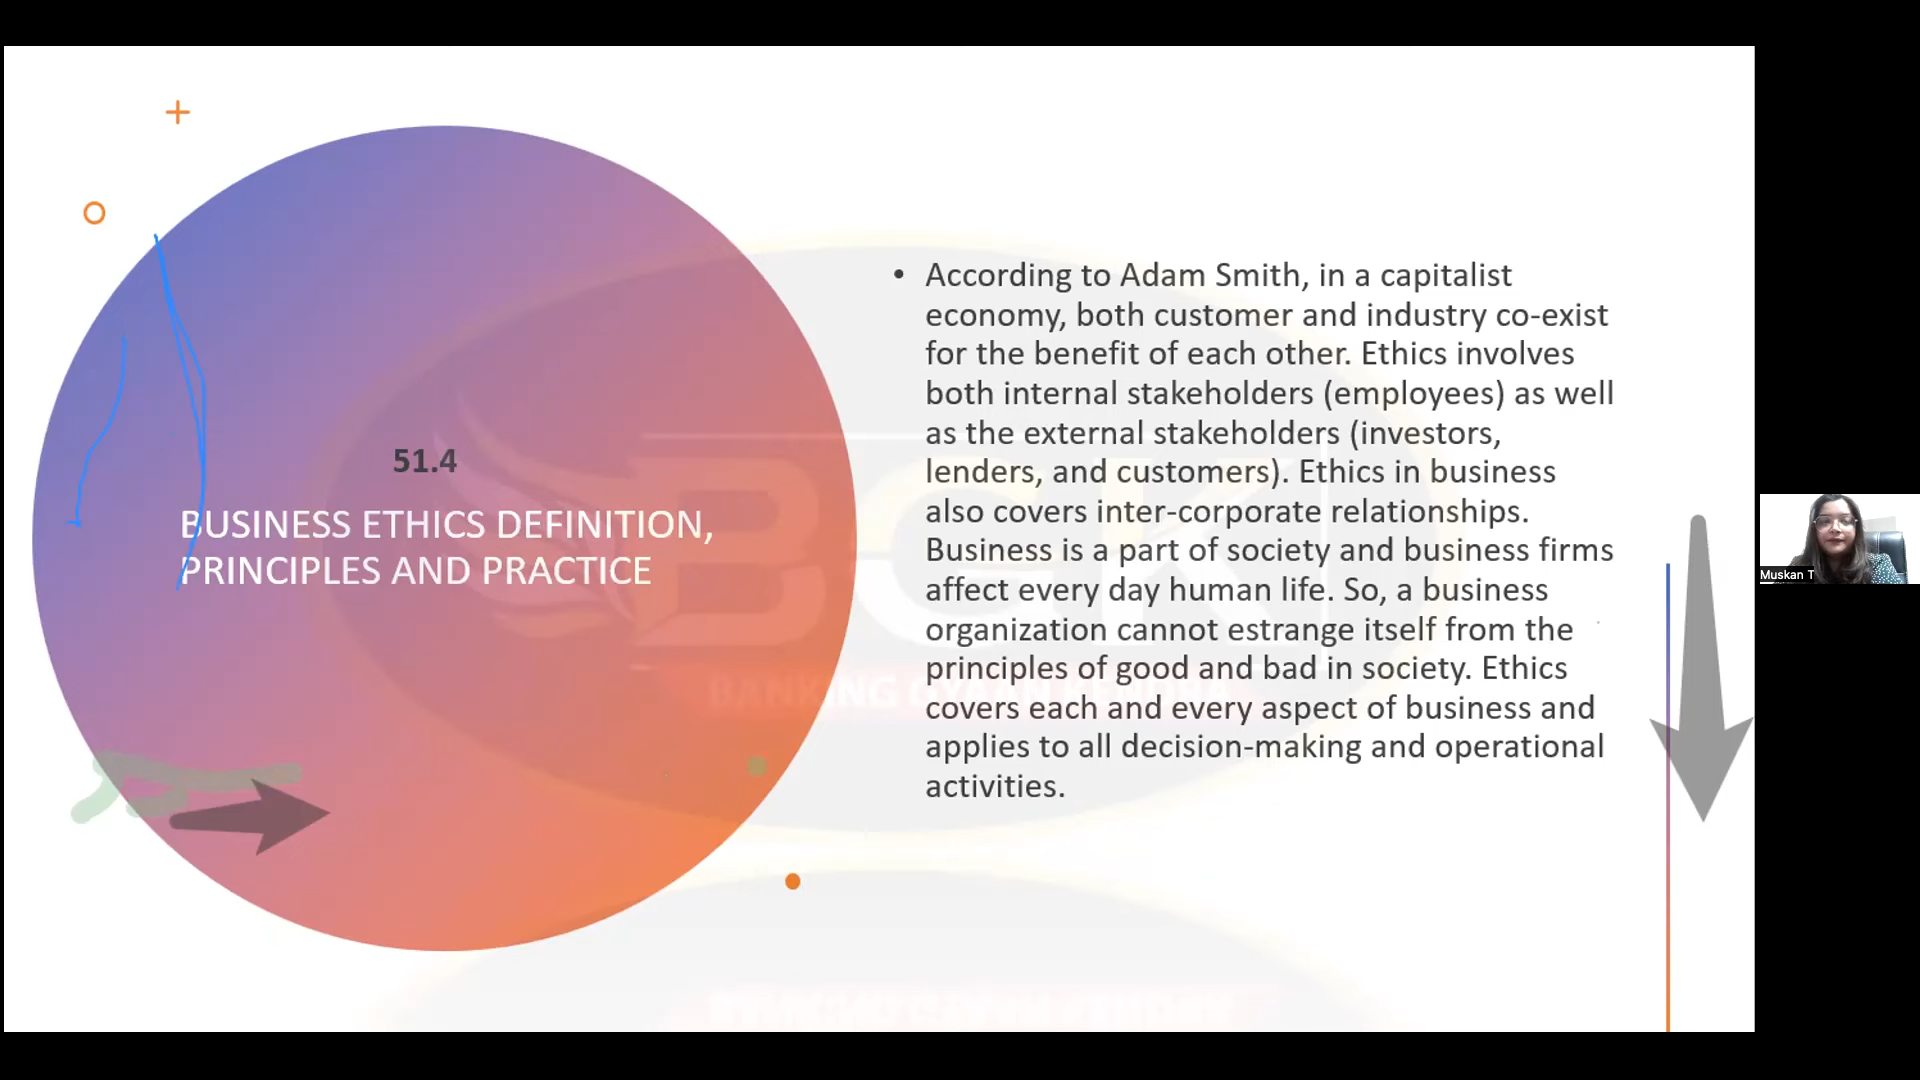 51.4
BUSINESS ETHICS DEFINITION,
PRINCIPLES AND PRACTICE
• According to Adam Smith, in a capitalist
economy, both customer and industry co-exist
for the benefit of each other. Ethics involves
both internal stakeholders (employees) as well
as the external stakeholders (investors,
lenders, and customers). Ethics in business
also covers inter-corporate relationships.
Business is a part of society and business firms
affect every day human life. So, a business
organization cannot estrange itself from the
principles of good and bad in society. Ethics
covers each and every aspect of business and
applies to all decision-making and operational
activities.
BGK
BANKING GYAAN KENDRA
Muskan T